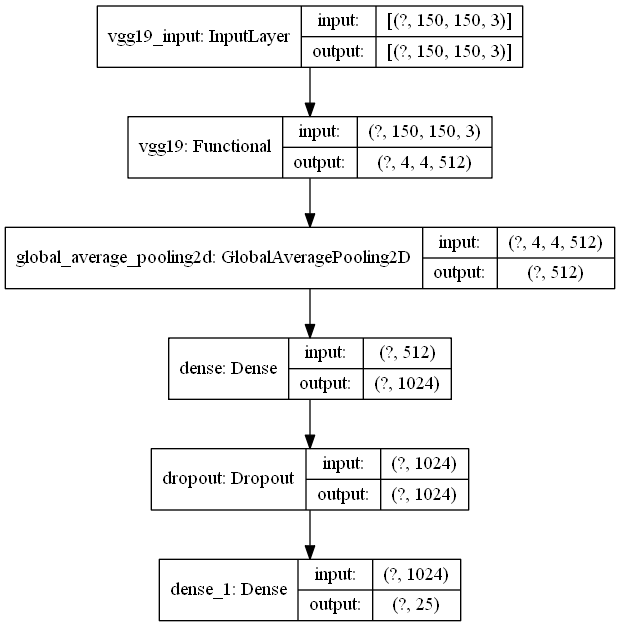 vgg19_input: InputLayer
input: [(?, 150, 150, 3)]
output: [(?, 150, 150, 3)]
vgg19: Functional
input: (?, 150, 150, 3)
output: (?, 4, 4, 512)
global_average_pooling2d: GlobalAveragePooling2D
input: (?, 4, 4, 512)
output: (?, 512)
dense: Dense
input: (?, 512)
output: (?, 1024)
dropout: Dropout
input: (?, 1024)
output: (?, 1024)
dense_1: Dense
input: (?, 1024)
output: (?, 25)